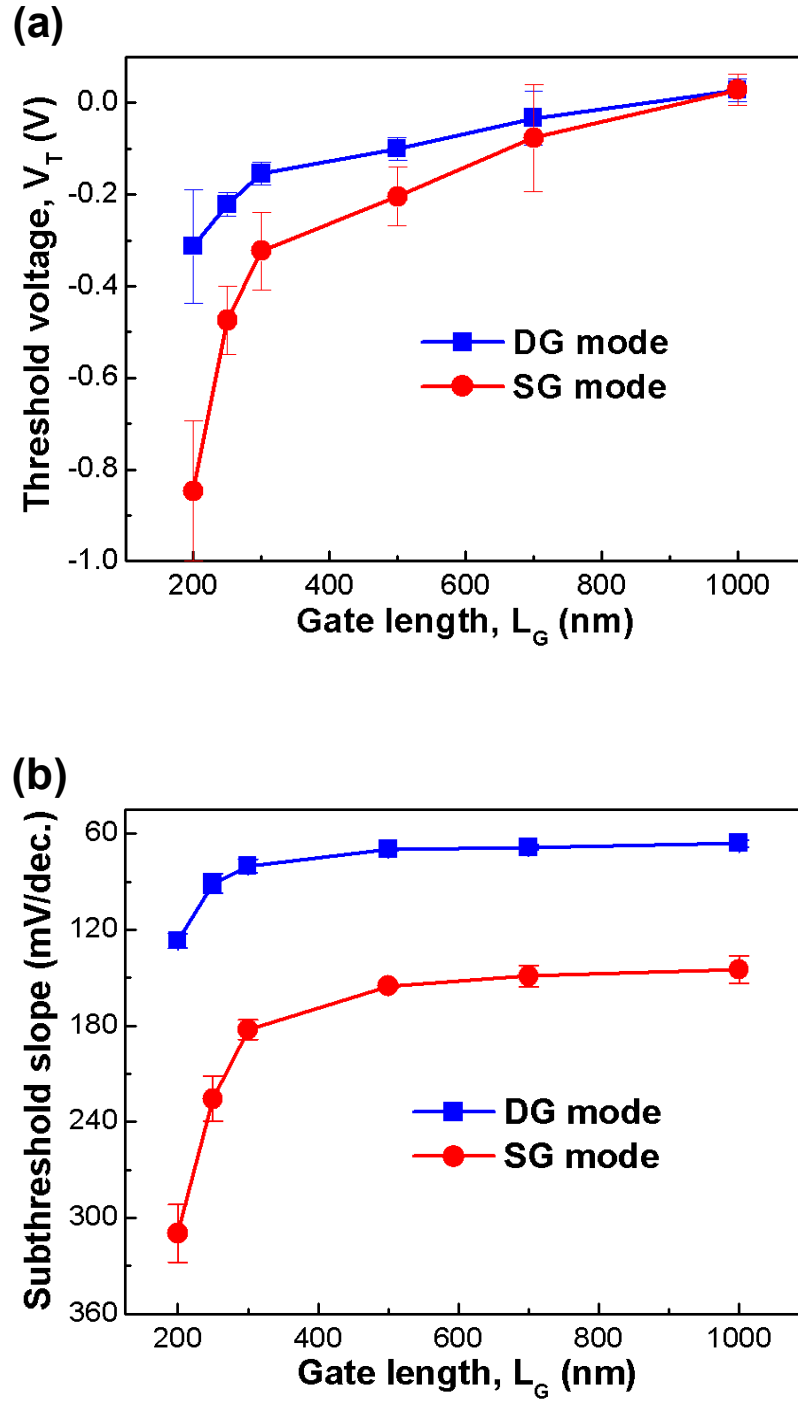 (a)
Threshold voltage, V_T (V)
0.0
-0.2
-0.4
-0.6
-0.8
-1.0
DG mode
SG mode
200 400 600 800 1000
Gate length, L_G (nm)
(b)
Subthreshold slope (mV/dec.)
60
120
180
240
300
360
DG mode
SG mode
200 400 600 800 1000
Gate length, L_G (nm)